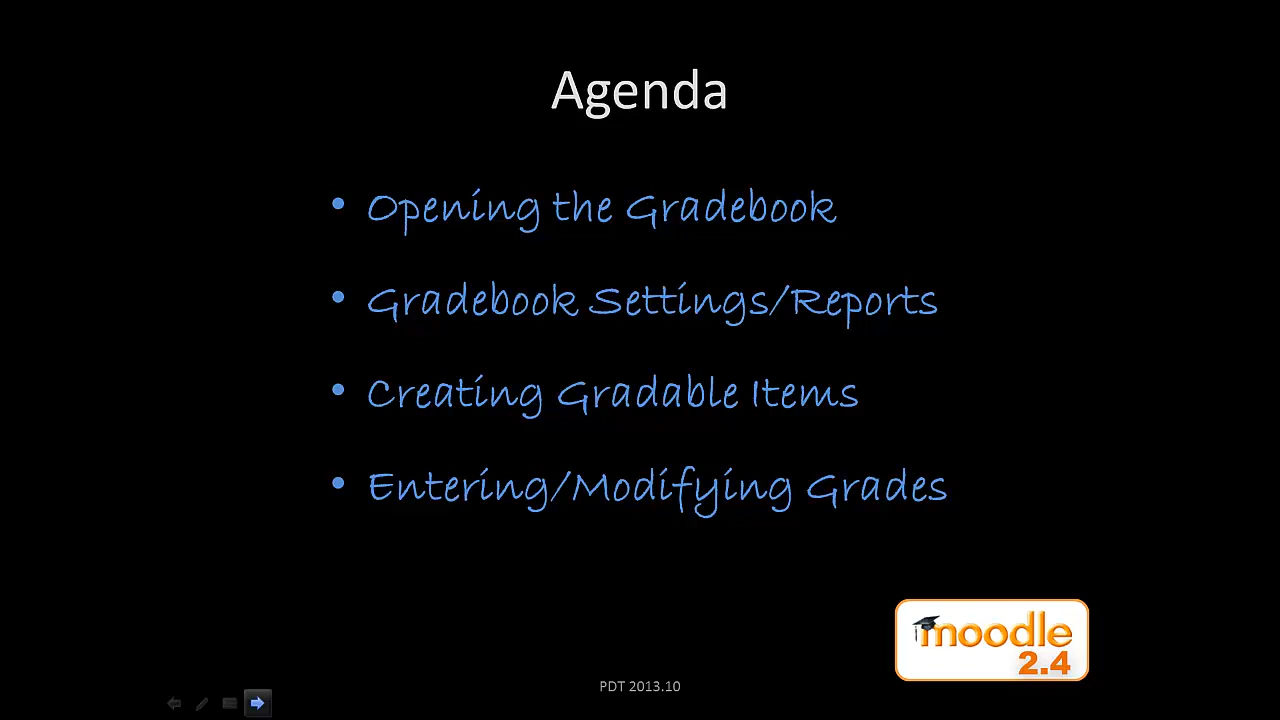 Agenda
• Opening the Gradebook
• Gradebook Settings/Reports
• Creating Gradable Items
• Entering/Modifying Grades
moodle
2.4
PDT 2013.10